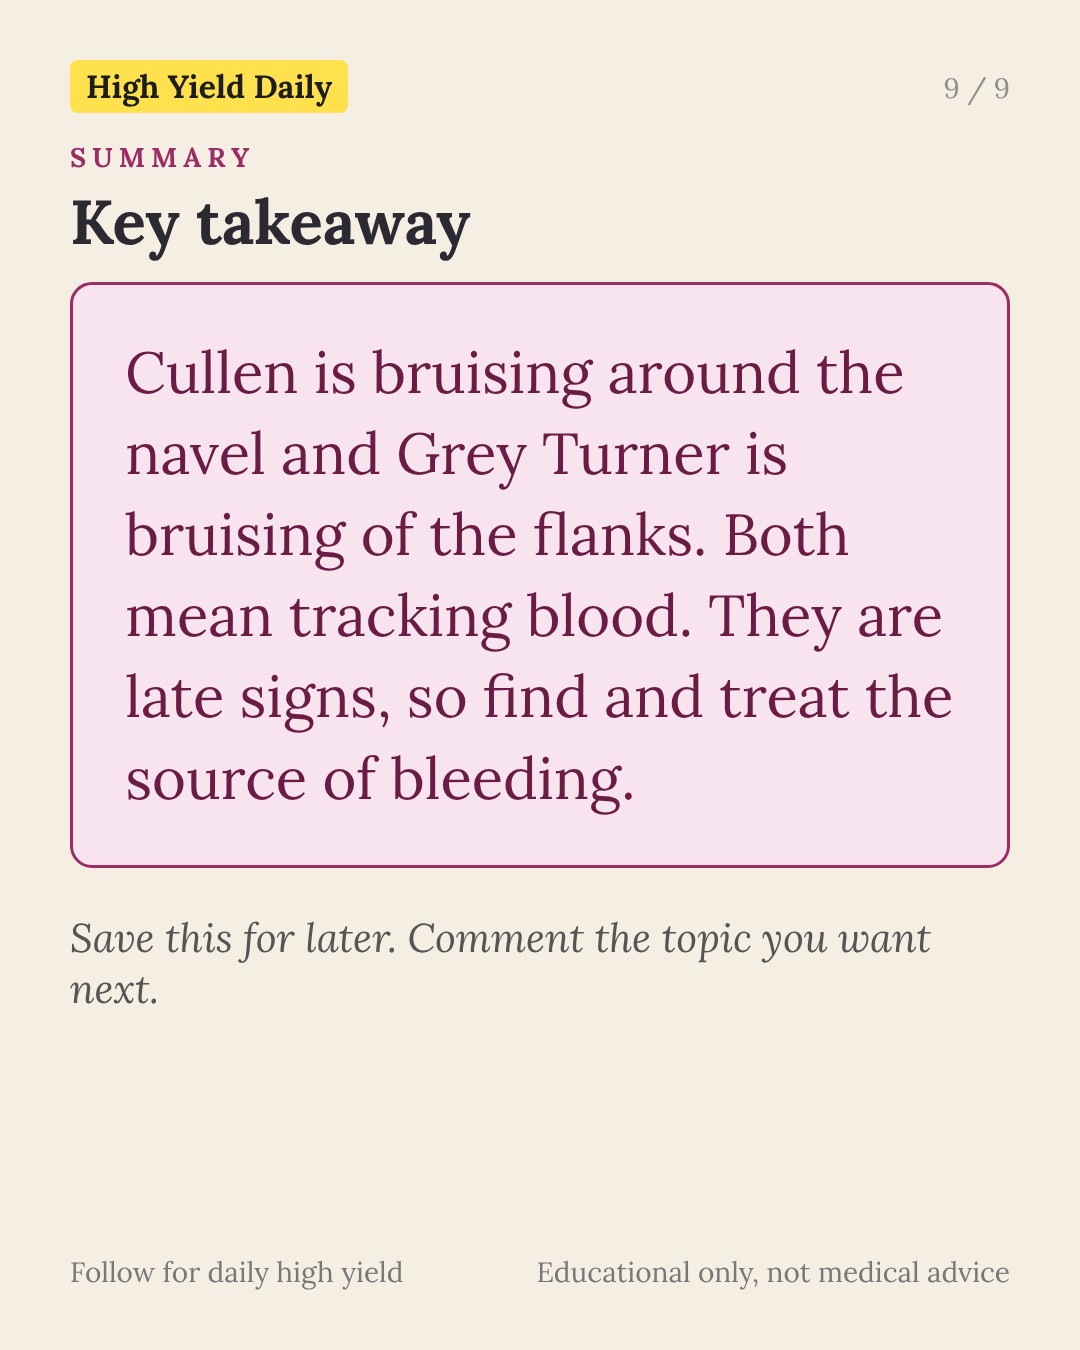 High Yield Daily
9 / 9
SUMMARY
Key takeaway
Cullen is bruising around the
navel and Grey Turner is
bruising of the flanks. Both
mean tracking blood. They are
late signs, so find and treat the
source of bleeding.
Save this for later. Comment the topic you want
next.
Follow for daily high yield
Educational only, not medical advice